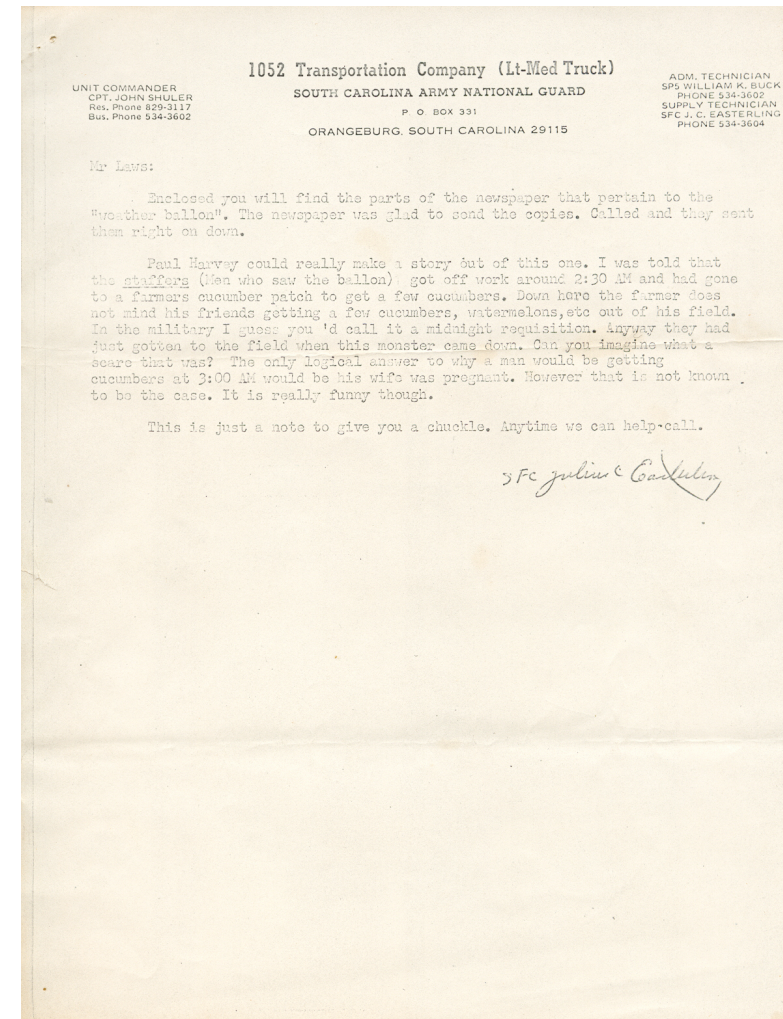 1052 Transportation Company (Lt-Med Truck)
SOUTH CAROLINA ARMY NATIONAL GUARD
P O BOX 331
ORANGEBURG, SOUTH CAROLINA 29115
UNIT COMMANDER
CPT. JOHN SHULER
Res. Phone 829-3117
Bus. Phone 534-3602
ADM. TECHNICIAN
SP5 WILLIAM K. BUCK
PHONE 534-3602
SUPPLY TECHNICIAN
SFC J. C. EASTERLING
PHONE 534-3604
Mr Laws:
Enclosed you will find the parts of the newspaper that pertain to the
"weather ballon". The newspaper was glad to send the copies. Called and they sent
them right on down.
Paul Harvey could really make a story out of this one. I was told that
the staffers (Men who saw the ballon) got off work around 2:30 AM and had gone
to a farmers cucumber patch to get a few cucumbers. Down here the farmer does
not mind his friends getting a few cucumbers, watermelons,etc out of his field.
In the military I guess you 'd call it a midnight requisition. Anyway they had
just gotten to the field when this monster came down. Can you imagine what a
scare that was? The only logical answer to why a man would be getting
cucumbers at 3:00 AM would be his wife was pregnant. However that is not known
to be the case. It is really funny though.
This is just a note to give you a chuckle. Anytime we can help-call.
SFC Julius C Easterling